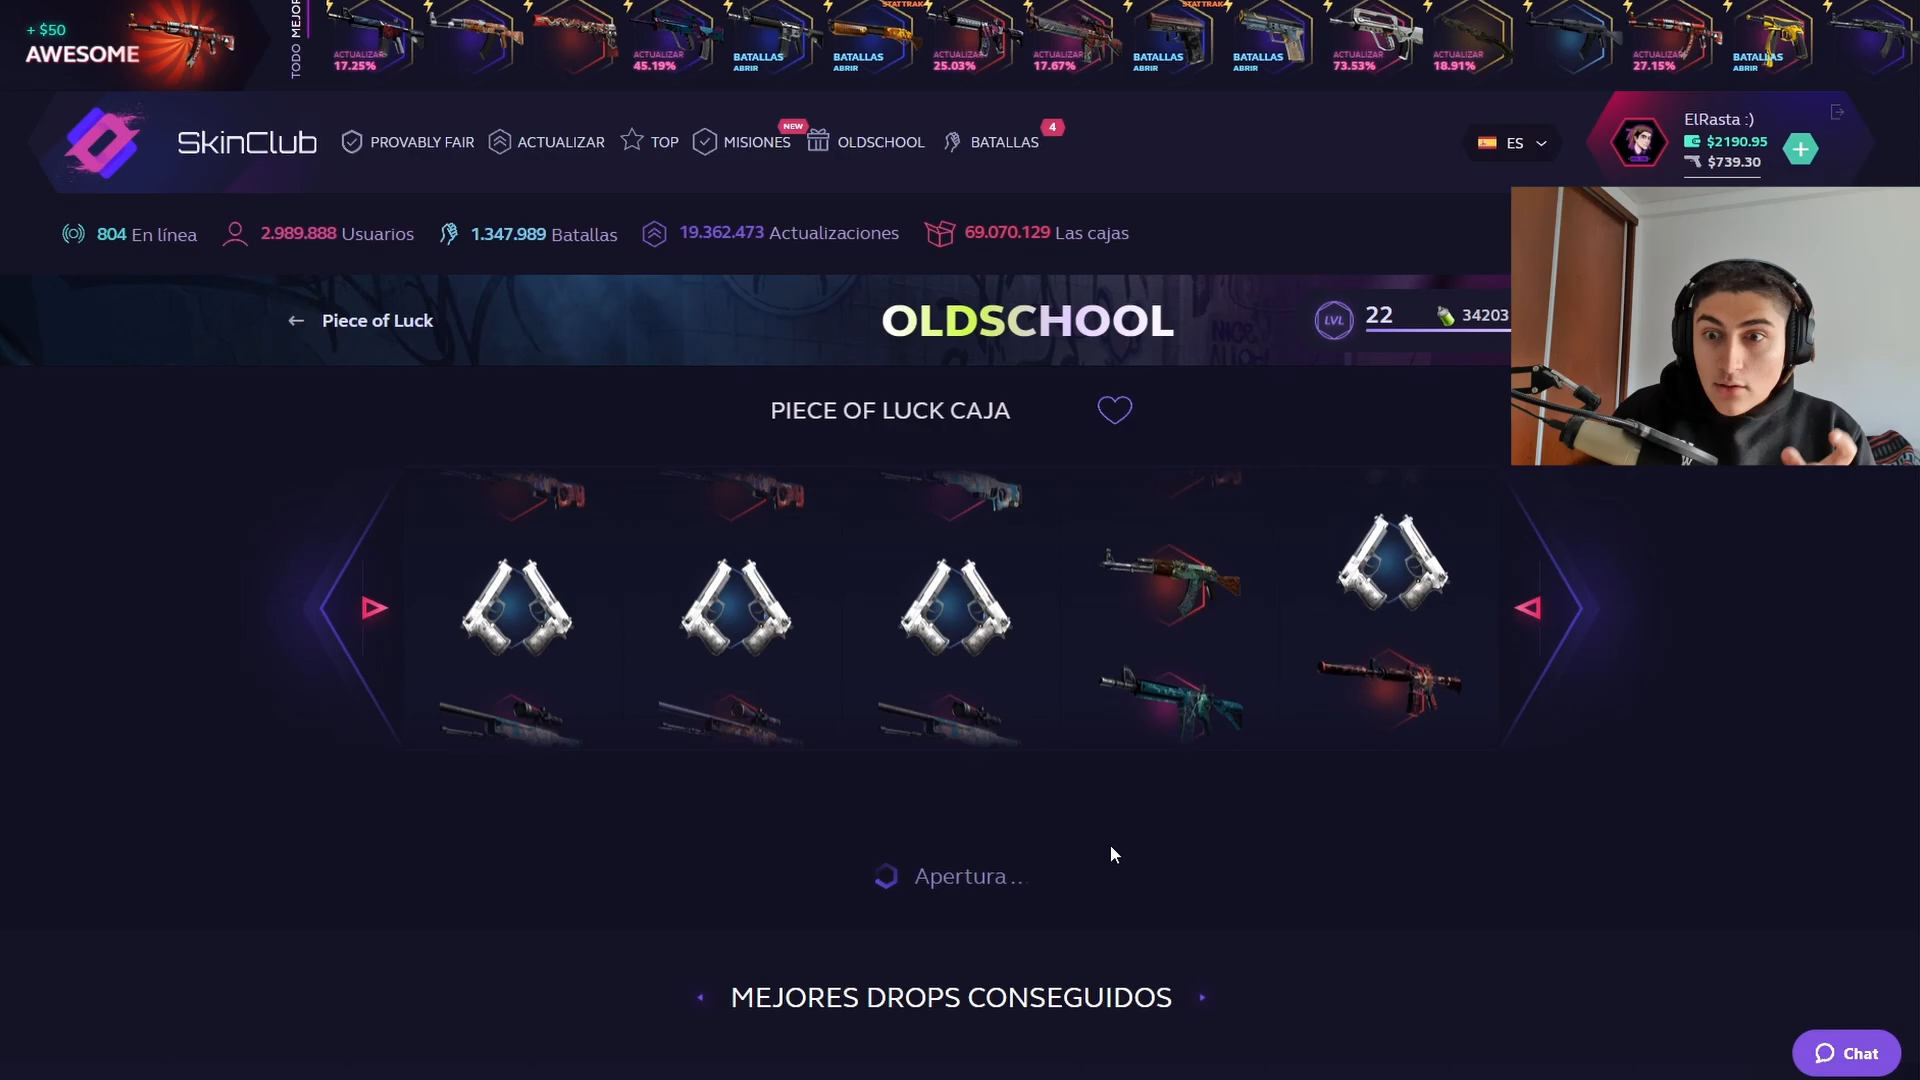 + $50
AWESOME
TODO MEJOR
ACTUALIZAR
17.25%
ACTUALIZAR
45.19%
BATALLAS
ABRIR
STATTRAK
BATALLAS
ABRIR
ACTUALIZAR
25.03%
ACTUALIZAR
17.67%
STATTRAK
BATALLAS
ABRIR
BATALLAS
ABRIR
ACTUALIZAR
73.53%
ACTUALIZAR
18.91%
ACTUALIZAR
27.15%
BATALLAS
ABRIR
SkinClub
PROVABLY FAIR
ACTUALIZAR
TOP
MISIONES
NEW
OLDSCHOOL
BATALLAS
4
ES
ElRasta :)
$2190.95
$739.30
804 En línea
2.989.888 Usuarios
1.347.989 Batallas
19.362.473 Actualizaciones
69.070.129 Las cajas
← Piece of Luck
OLDSCHOOL
LVL 22
34203
PIECE OF LUCK CAJA
Apertura...
MEJORES DROPS CONSEGUIDOS
Chat